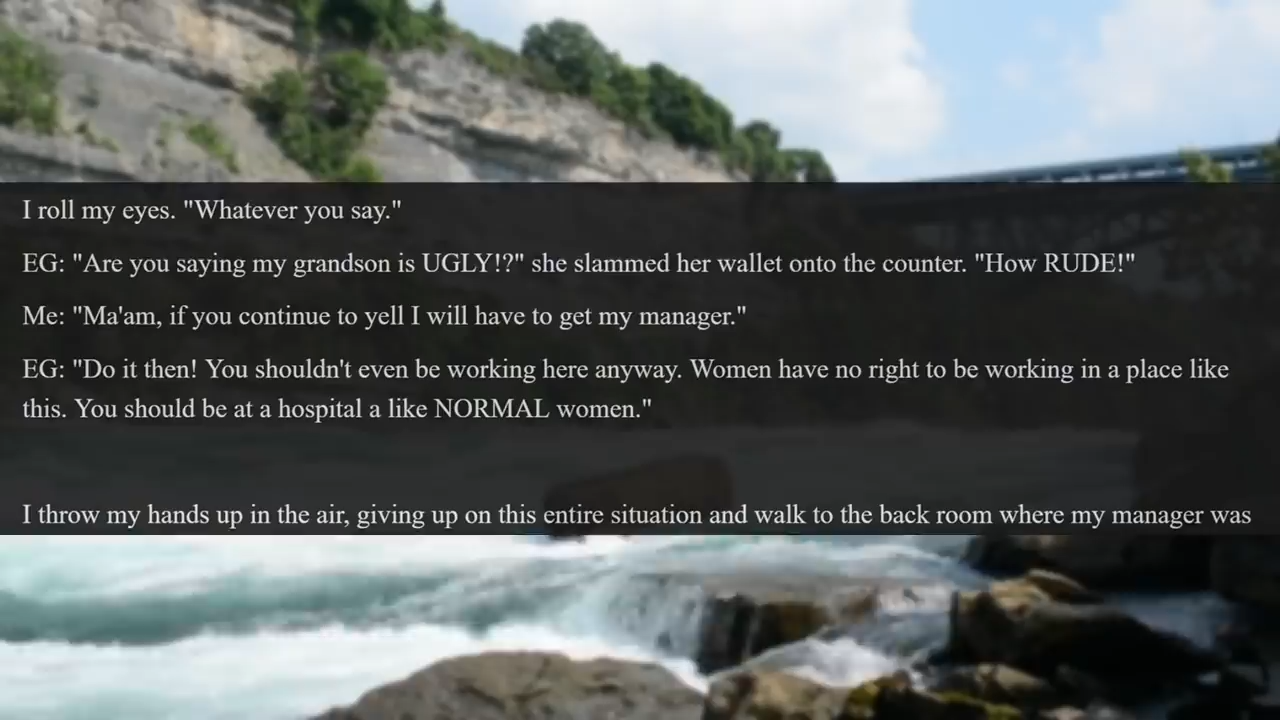 I roll my eyes. "Whatever you say."
EG: "Are you saying my grandson is UGLY!?" she slammed her wallet onto the counter. "How RUDE!"
Me: "Ma'am, if you continue to yell I will have to get my manager."
EG: "Do it then! You shouldn't even be working here anyway. Women have no right to be working in a place like
this. You should be at a hospital a like NORMAL women."
I throw my hands up in the air, giving up on this entire situation and walk to the back room where my manager was